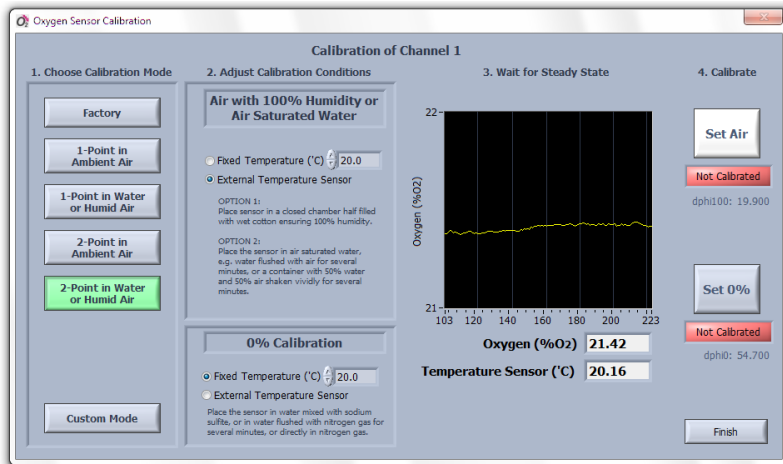 Oxygen Sensor Calibration
Calibration of Channel 1
1. Choose Calibration Mode
Factory
1-Point in
Ambient Air
1-Point in Water
or Humid Air
2-Point in
Ambient Air
2-Point in Water
or Humid Air
Custom Mode
2. Adjust Calibration Conditions
Air with 100% Humidity or
Air Saturated Water
Fixed Temperature (°C) 20.0
External Temperature Sensor
OPTION 1:
Place sensor in a closed chamber half filled
with wet cotton ensuring 100% humidity.
OPTION 2:
Place the sensor in air saturated water,
e.g. water flushed with air for several
minutes, or a container with 50% water
and 50% air shaken vividly for several
minutes.
0% Calibration
Fixed Temperature (°C) 20.0
External Temperature Sensor
Place the sensor in water mixed with sodium
sulfite, or in water flushed with nitrogen gas for
several minutes, or directly in nitrogen gas.
3. Wait for Steady State
22
Oxygen (%O2)
21
103 120 140 160 180 200 223
Oxygen (%O2) 21.42
Temperature Sensor (°C) 20.16
4. Calibrate
Set Air
Not Calibrated
dphi100: 19.900
Set 0%
Not Calibrated
dphi0: 54.700
Finish